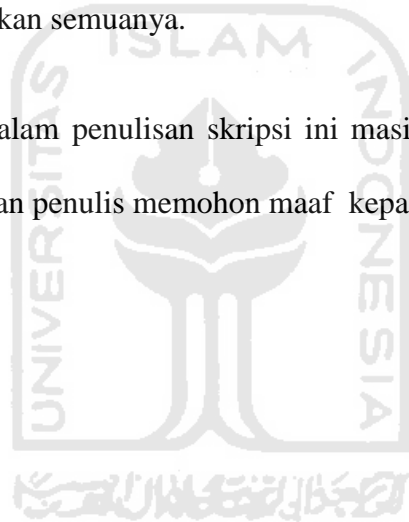 kan semuanya.
ISLAM
alam penulisan skripsi ini masi
an penulis memohon maaf kepa
UNIVERSITAS
INDONESIA